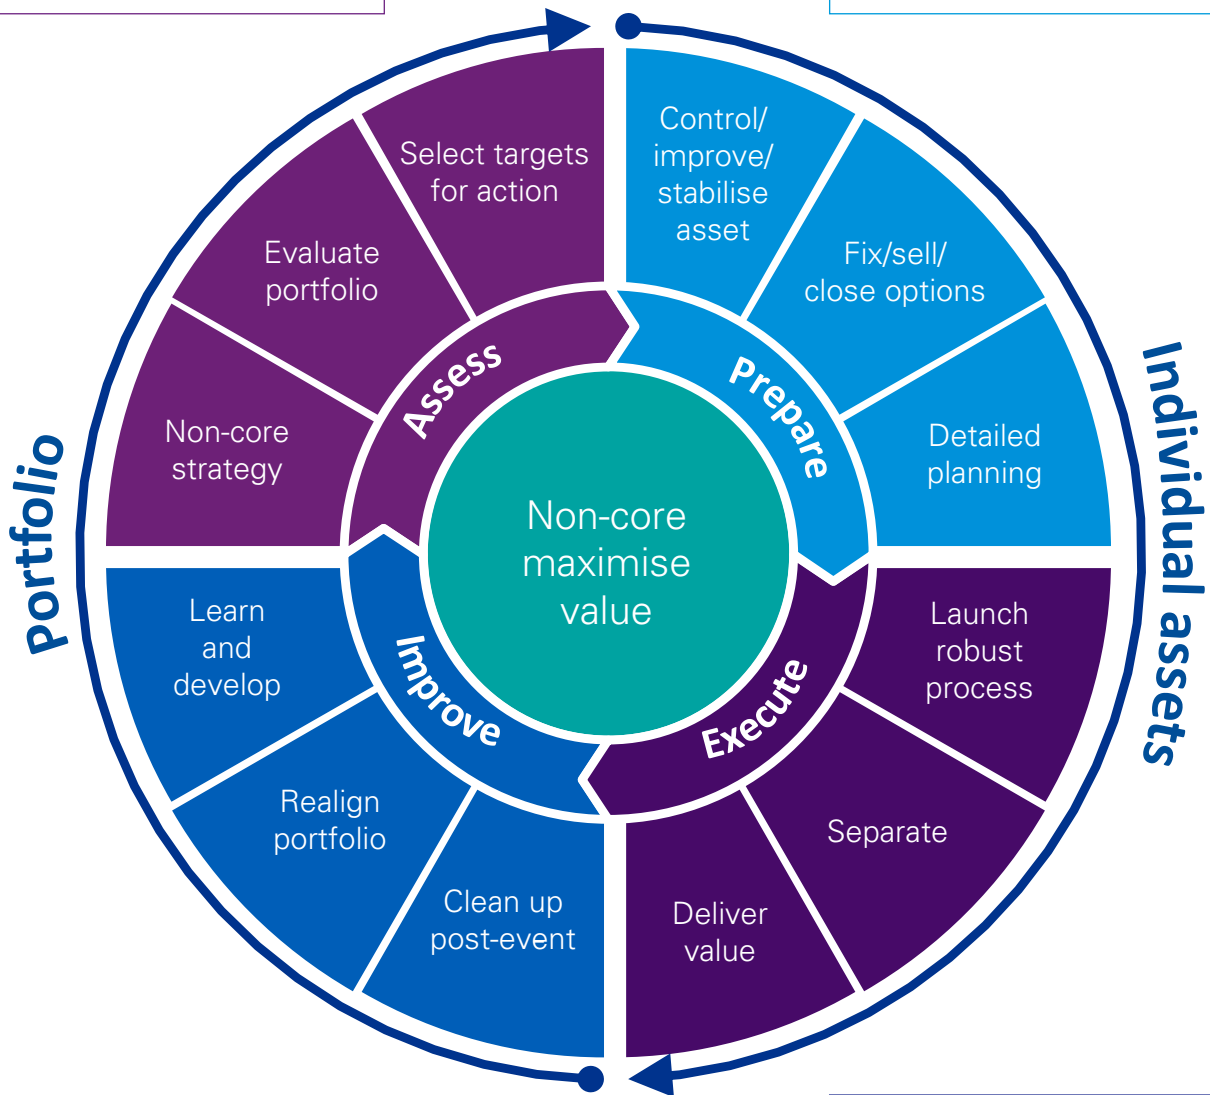 Select targets
for action
Evaluate
portfolio
Non-core
strategy
Assess
Control/
improve/
stabilise
asset
Fix/sell/
close options
Detailed
planning
Prepare
Portfolio
Individual assets
Non-core
maximise
value
Launch
robust
process
Separate
Deliver
value
Execute
Clean up
post-event
Realign
portfolio
Learn
and
develop
Improve